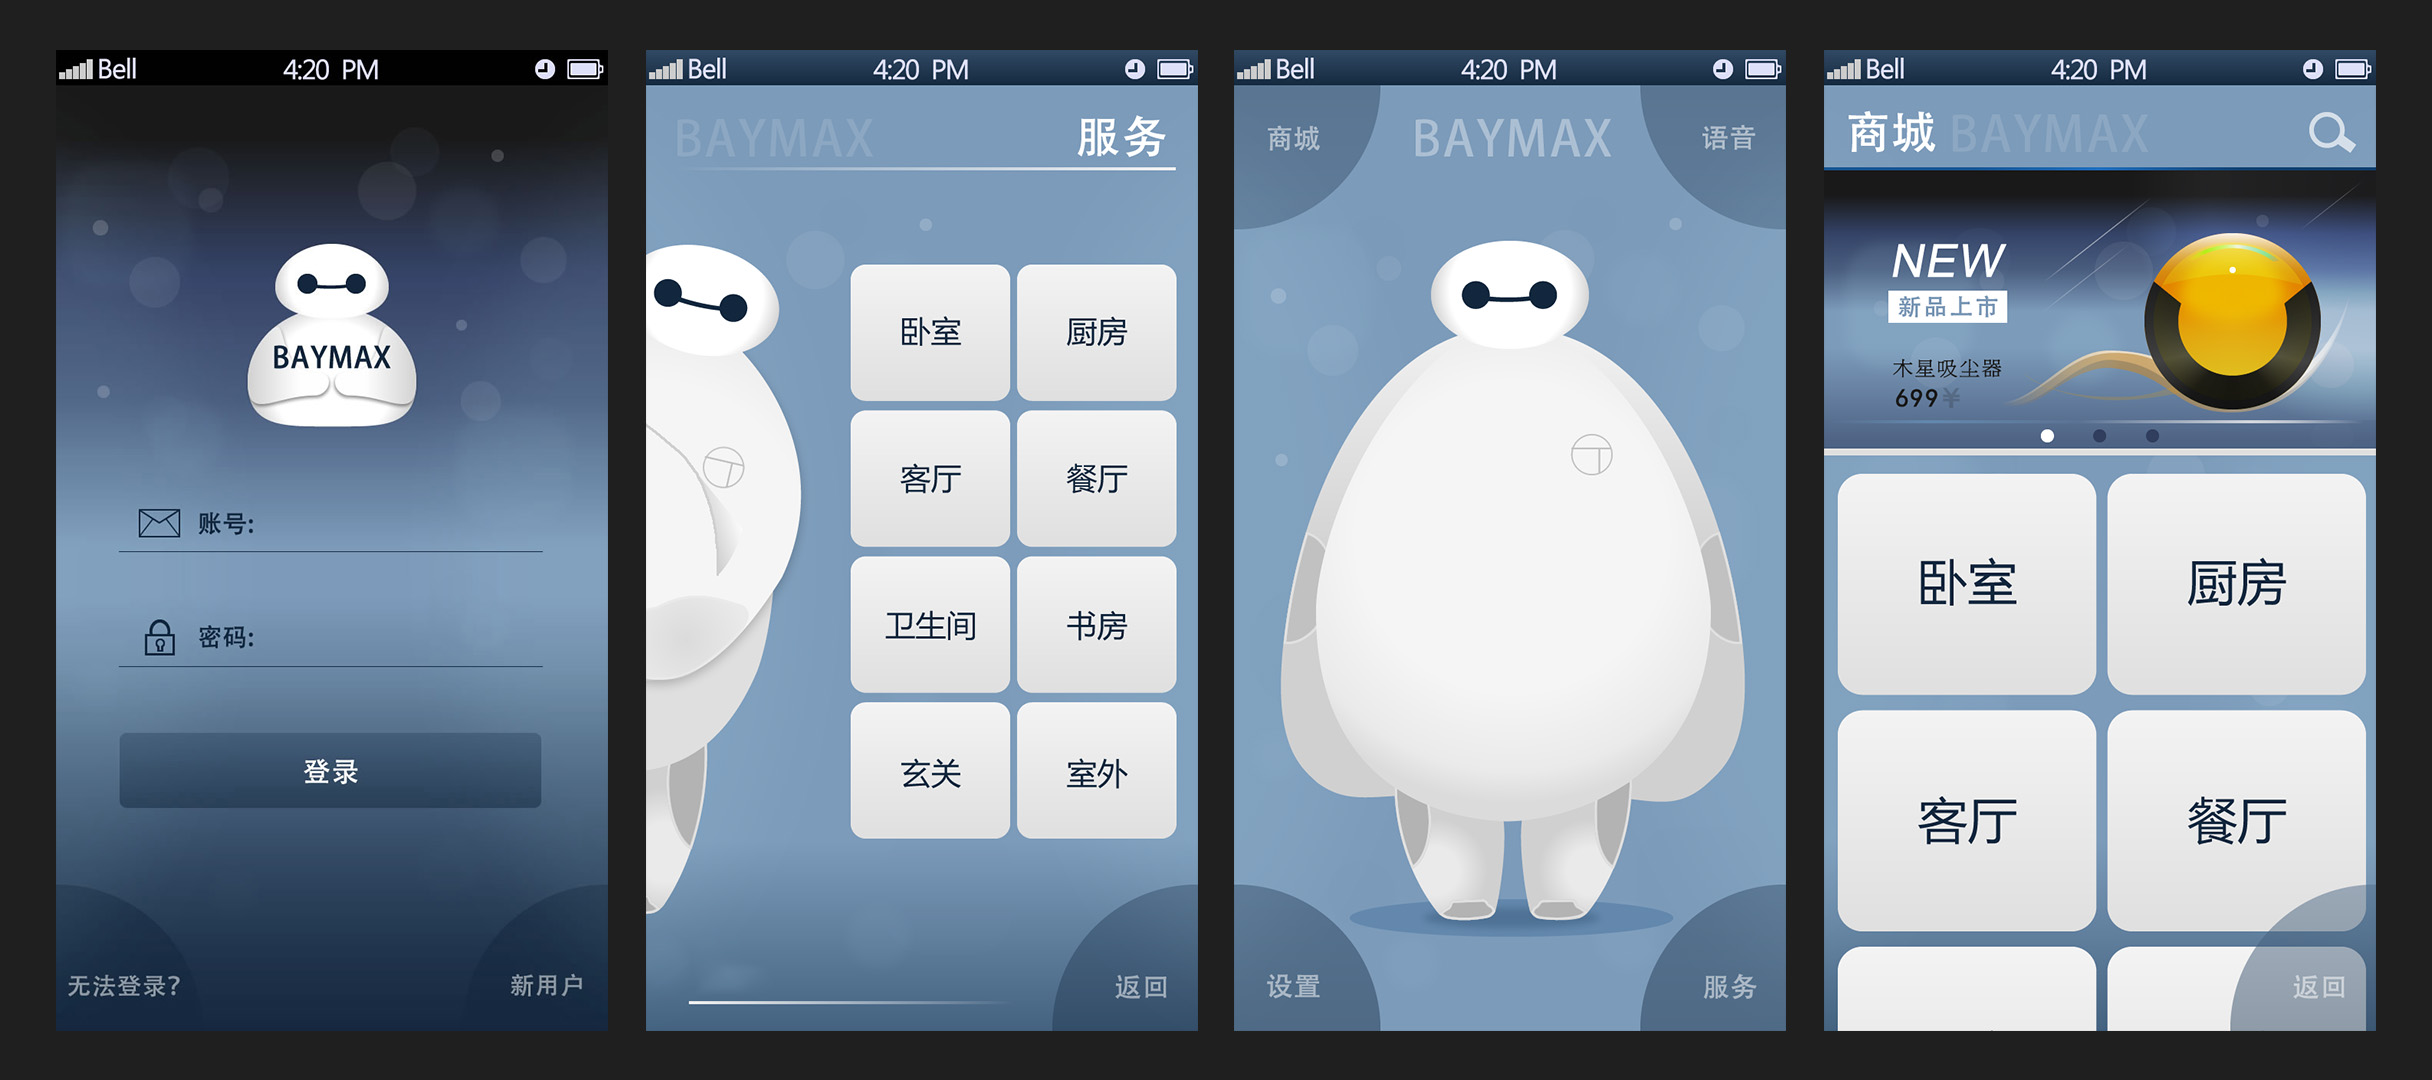 Bell 4:20 PM
BAYMAX
账号:
密码:
登录
无法登录?
新用户
Bell 4:20 PM
BAYMAX 服务
卧室 厨房
客厅 餐厅
卫生间 书房
玄关 室外
返回
Bell 4:20 PM
商城 BAYMAX 语音
设置 服务
Bell 4:20 PM
商城 BAYMAX
NEW
新品上市
木星吸尘器
699¥
卧室 厨房
客厅 餐厅
返回